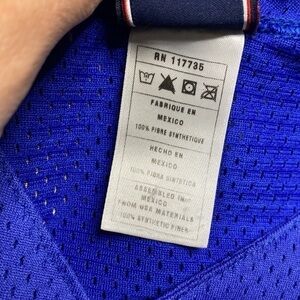 RN 117735
FABRIQUE EN
MEXICO
100% FIBRE SYNTHETIQUE
HECHO EN
MEXICO
100% FIBRA SINTETICA
ASSEMBLED IN
MEXICO
FROM USA MATERIALS
100% SYNTHETIC FIBER